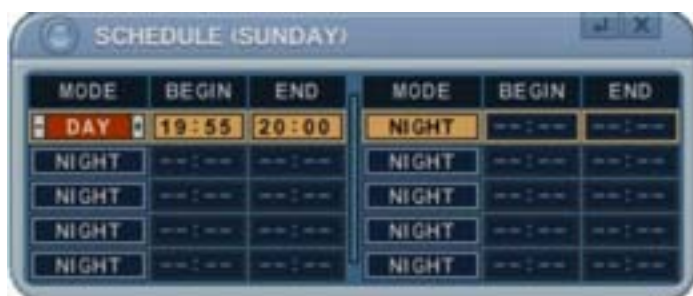 SCHEDULE (SUNDAY)
MODE BEGIN END MODE BEGIN END
DAY 19:55 20:00 NIGHT --:-- --:--
NIGHT --:-- --:-- NIGHT --:-- --:--
NIGHT --:-- --:-- NIGHT --:-- --:--
NIGHT --:-- --:-- NIGHT --:-- --:--
NIGHT --:-- --:-- NIGHT --:-- --:--